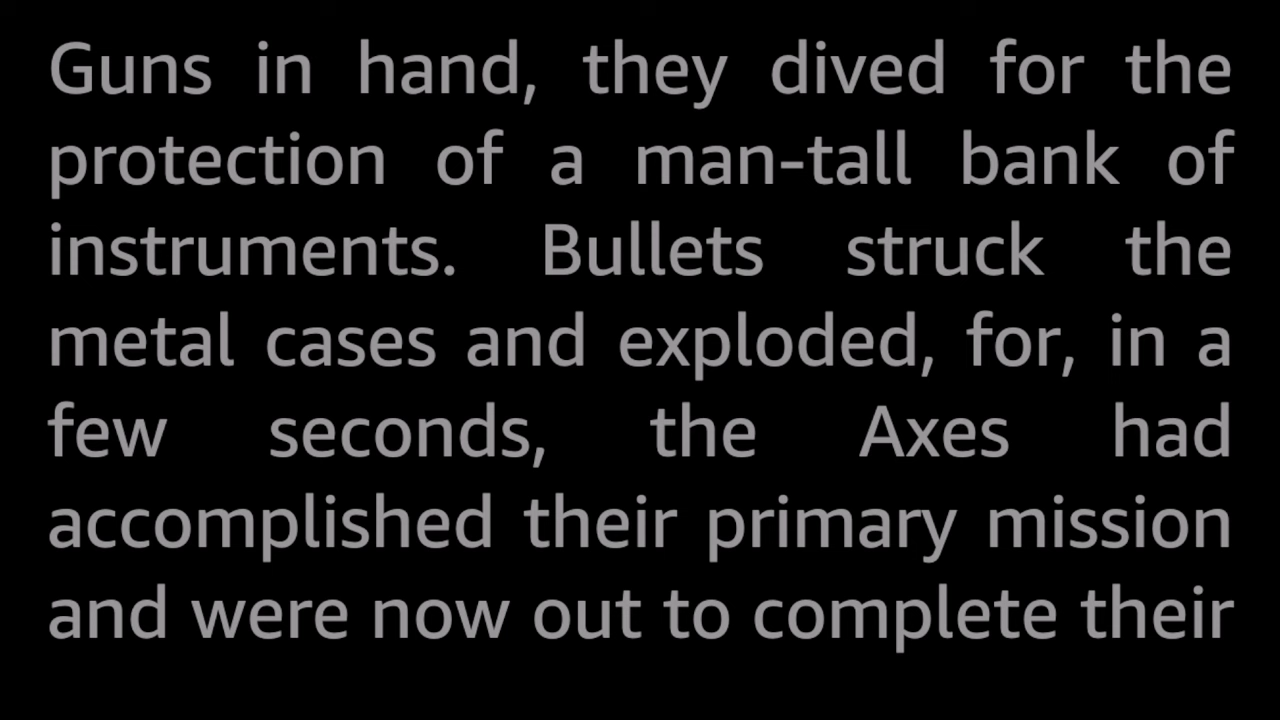 Guns in hand, they dived for the
protection of a man-tall bank of
instruments. Bullets struck the
metal cases and exploded, for, in a
few seconds, the Axes had
accomplished their primary mission
and were now out to complete their